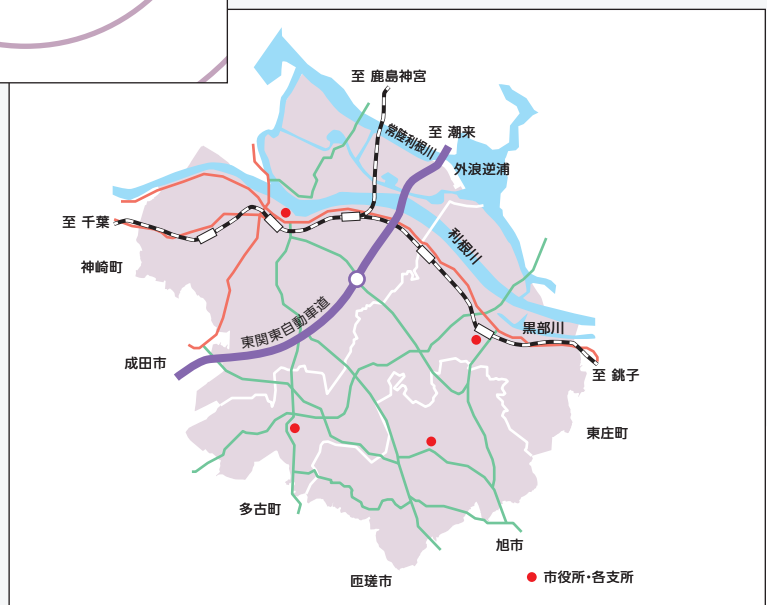 至 鹿島神宮
常陸利根川
至 潮来
外浪逆浦
至 千葉
利根川
神崎町
東関東自動車道
黒部川
成田市
至 銚子
東庄町
多古町
旭市
匝瑳市
市役所・各支所